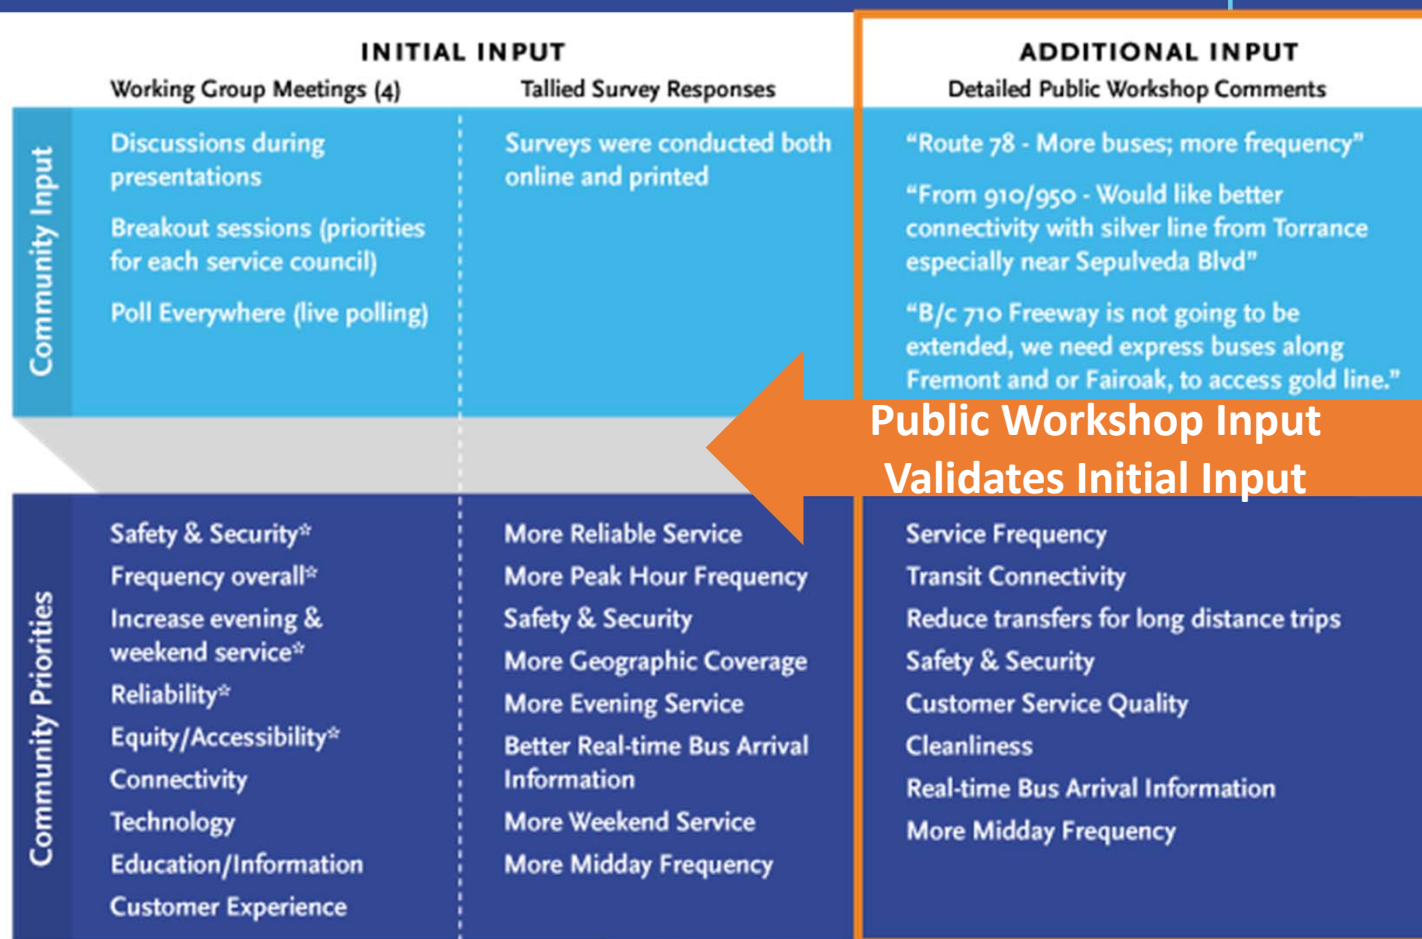 INITIAL INPUT
Working Group Meetings (4)
Tallied Survey Responses
ADDITIONAL INPUT
Detailed Public Workshop Comments
Community Input
Discussions during
presentations
Breakout sessions (priorities
for each service council)
Poll Everywhere (live polling)
Surveys were conducted both
online and printed
“Route 78 - More buses; more frequency”
“From 910/950 - Would like better
connectivity with silver line from Torrance
especially near Sepulveda Blvd”
“B/c 710 Freeway is not going to be
extended, we need express buses along
Fremont and or Fairoak, to access gold line.”
Public Workshop Input
Validates Initial Input
Community Priorities
Safety & Security*
Frequency overall*
Increase evening &
weekend service*
Reliability*
Equity/Accessibility*
Connectivity
Technology
Education/Information
Customer Experience
More Reliable Service
More Peak Hour Frequency
Safety & Security
More Geographic Coverage
More Evening Service
Better Real-time Bus Arrival
Information
More Weekend Service
More Midday Frequency
Service Frequency
Transit Connectivity
Reduce transfers for long distance trips
Safety & Security
Customer Service Quality
Cleanliness
Real-time Bus Arrival Information
More Midday Frequency